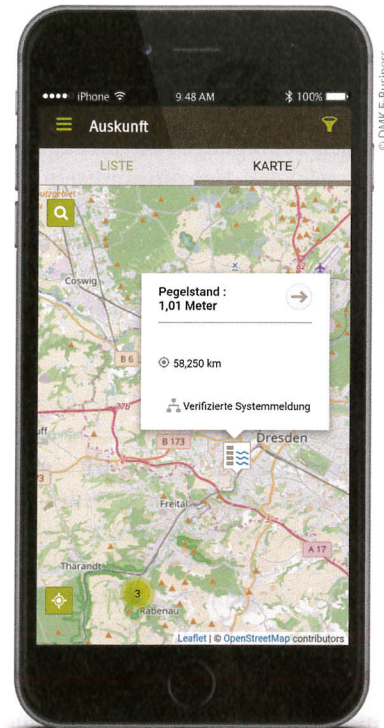 © DMK E-Business
iPhone 9:48 AM 100%
Auskunft
LISTE KARTE
Coswig
Pegelstand :
1,01 Meter
B 6
58,250 km
Verifizierte Systemmeldung
B 173
Dresden
Freital
A 17
Tharandt
3
Rabenau
Leaflet | © OpenStreetMap contributors